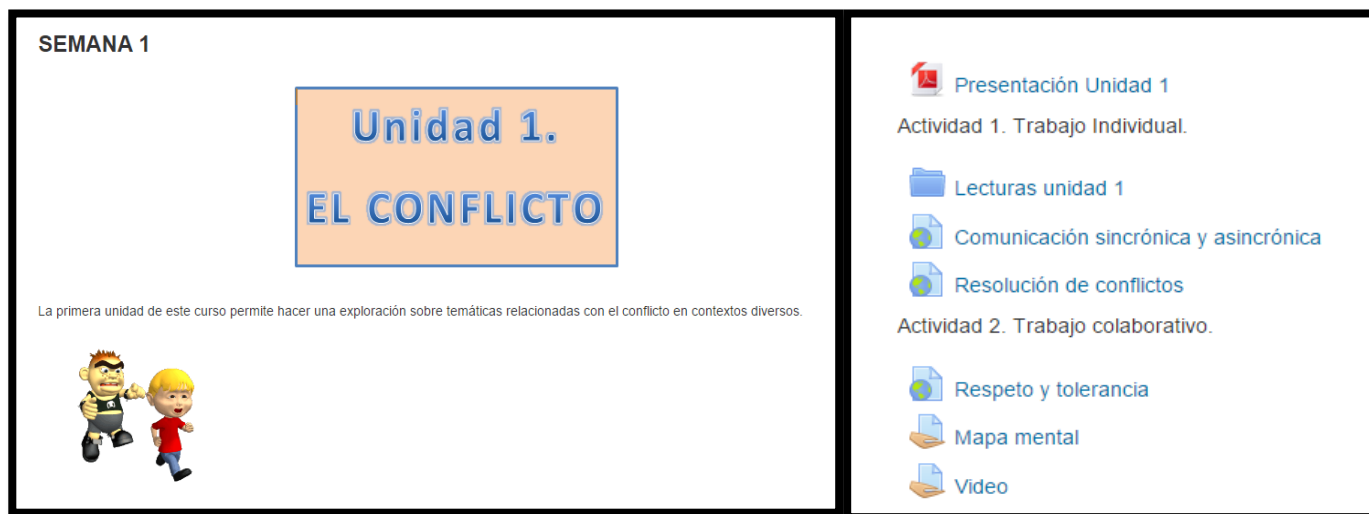 SEMANA 1
Unidad 1.
EL CONFLICTO
La primera unidad de este curso permite hacer una exploración sobre temáticas relacionadas con el conflicto en contextos diversos.
Presentación Unidad 1
Actividad 1. Trabajo Individual.
Lecturas unidad 1
Comunicación sincrónica y asincrónica
Resolución de conflictos
Actividad 2. Trabajo colaborativo.
Respeto y tolerancia
Mapa mental
Video